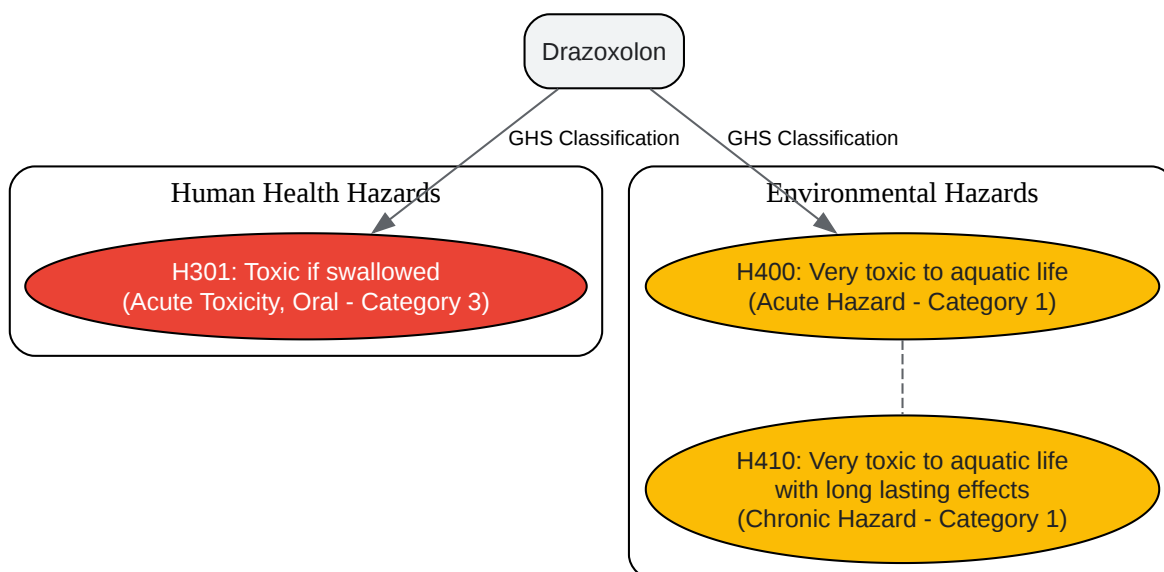 Drazoxolon
GHS Classification
GHS Classification
Human Health Hazards
Environmental Hazards
H301: Toxic if swallowed
(Acute Toxicity, Oral - Category 3)
H400: Very toxic to aquatic life
(Acute Hazard - Category 1)
H410: Very toxic to aquatic life
with long lasting effects
(Chronic Hazard - Category 1)